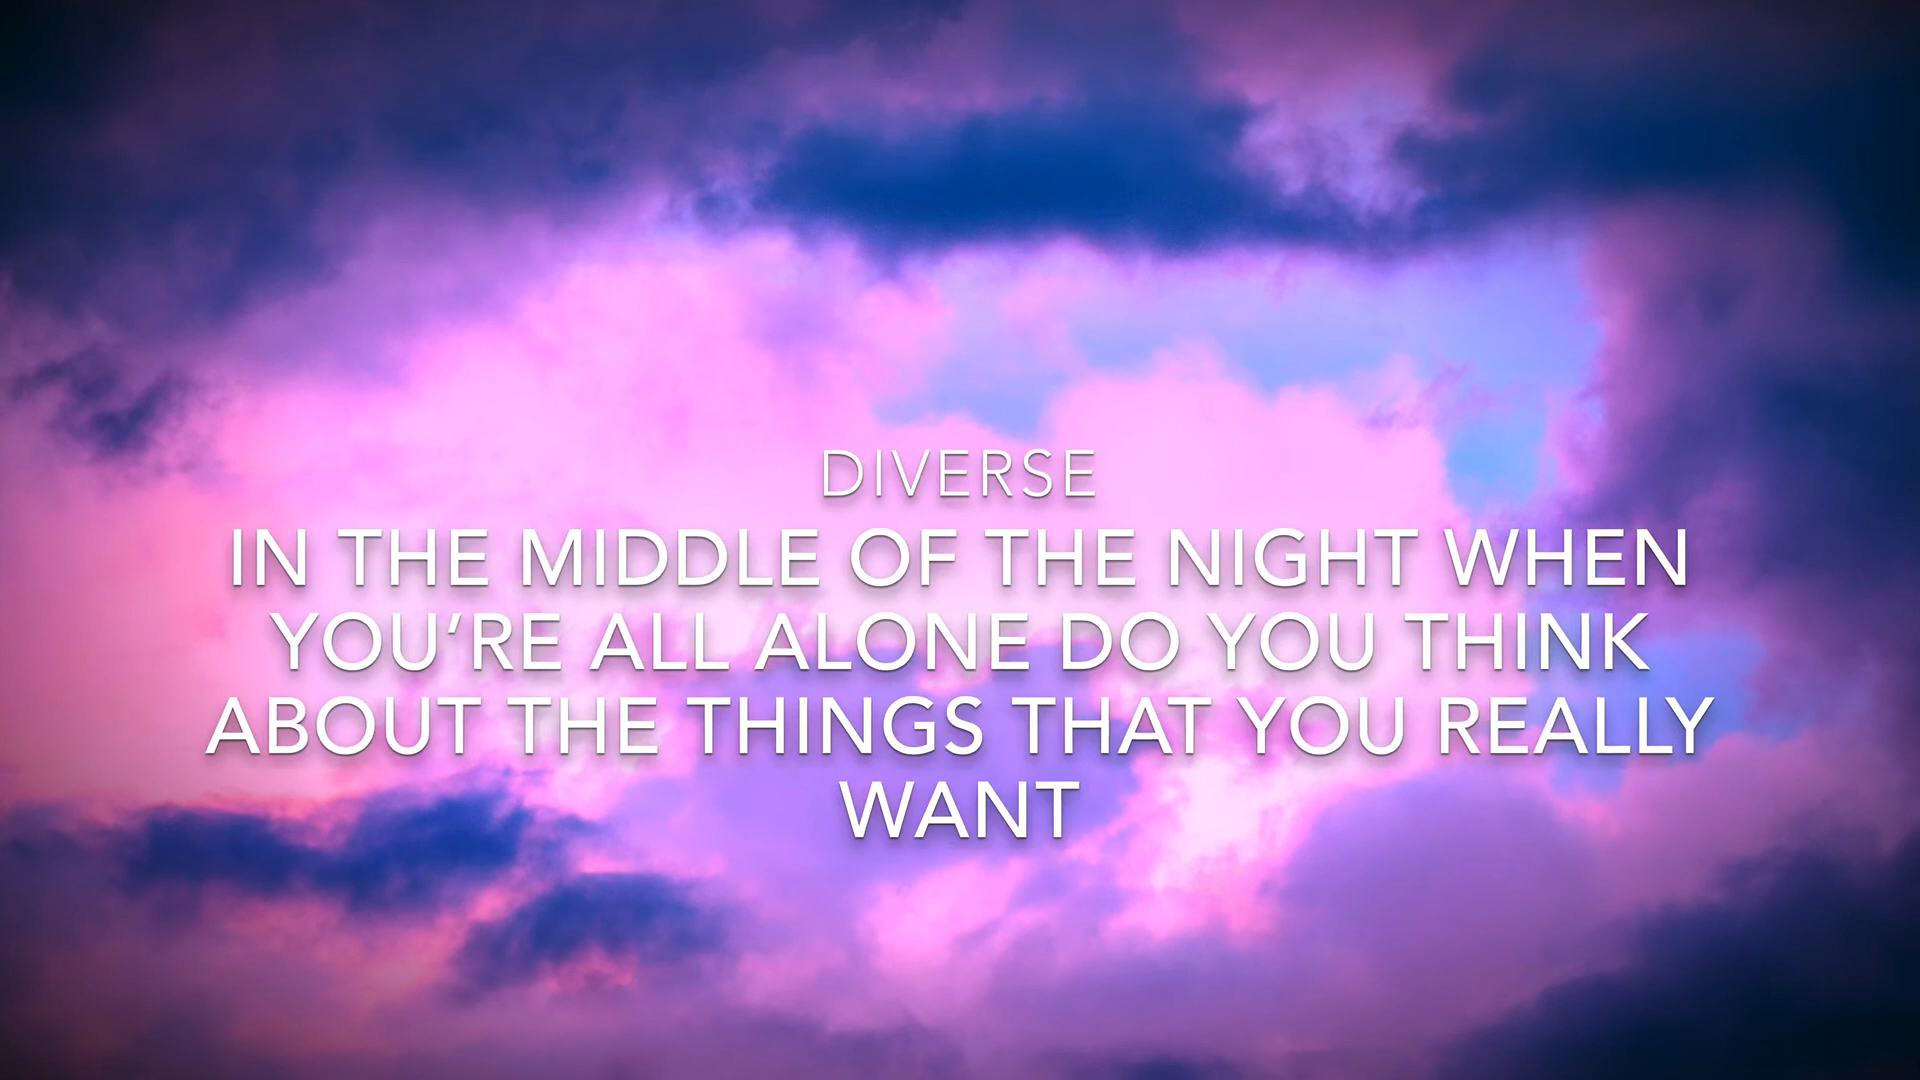 DIVERSE
IN THE MIDDLE OF THE NIGHT WHEN
YOU‘RE ALL ALONE DO YOU THINK
ABOUT THE THINGS THAT YOU REALLY
WANT